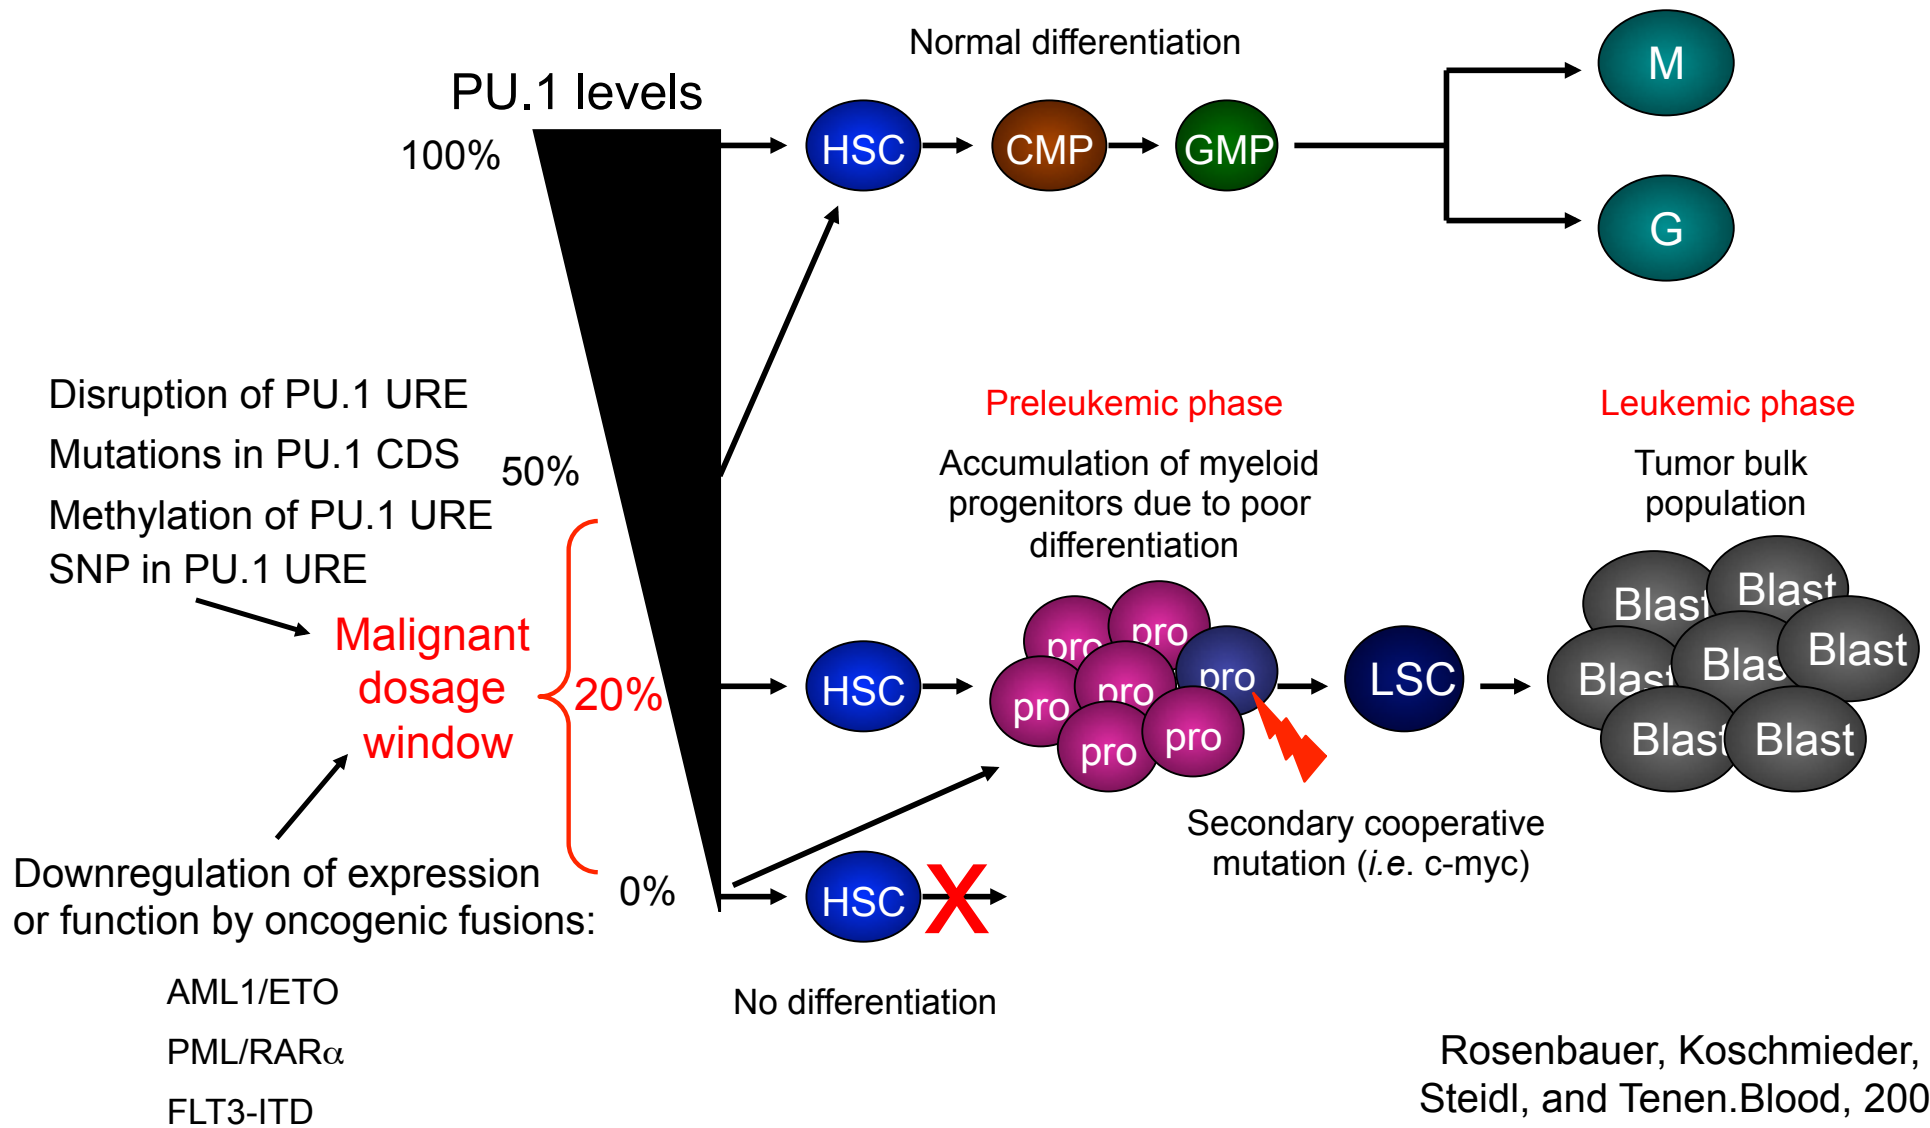 Normal differentiation
PU.1 levels
100%
HSC
CMP
GMP
M
G
Disruption of PU.1 URE
Mutations in PU.1 CDS
Methylation of PU.1 URE
SNP in PU.1 URE
50%
Malignant
dosage
window
20%
Preleukemic phase
Accumulation of myeloid
progenitors due to poor
differentiation
Leukemic phase
Tumor bulk
population
HSC
pro
pro
pro
pro
pro
pro
pro
LSC
Blast
Blast
Blast
Blast
Blast
Blast
Blast
Secondary cooperative
mutation (i.e. c-myc)
Downregulation of expression
or function by oncogenic fusions:
AML1/ETO
PML/RARα
FLT3-ITD
0%
HSC
X
No differentiation
Rosenbauer, Koschmieder,
Steidl, and Tenen.Blood, 200